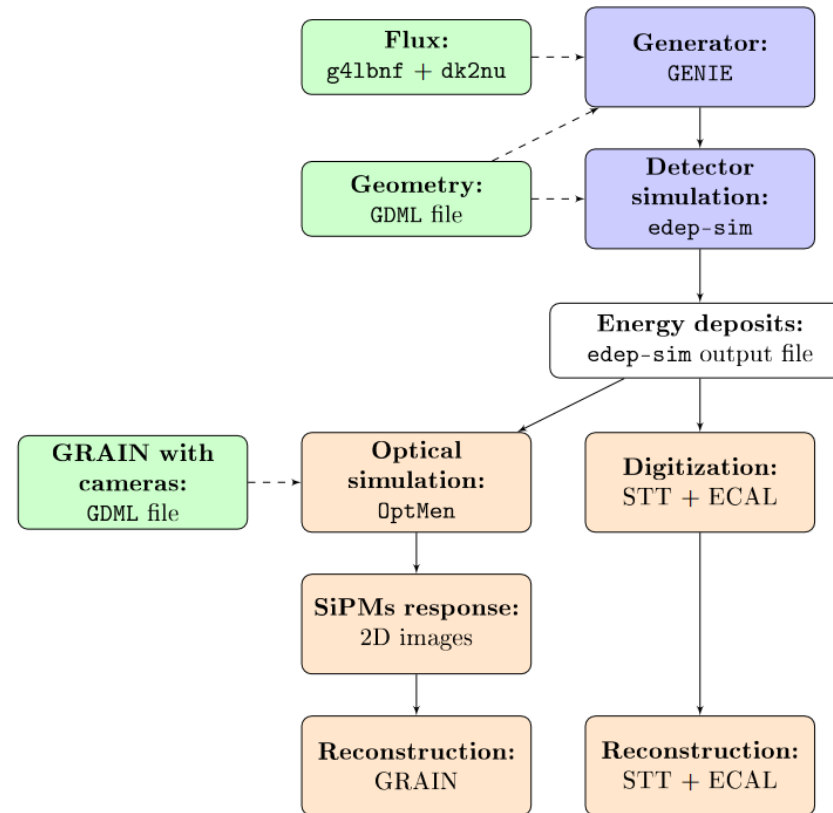 Flux:
g4lbnf + dk2nu
Generator:
GENIE
Geometry:
GDML file
Detector
simulation:
edep-sim
Energy deposits:
edep-sim output file
GRAIN with
cameras:
GDML file
Optical
simulation:
OptMen
Digitization:
STT + ECAL
SiPMs response:
2D images
Reconstruction:
GRAIN
Reconstruction:
STT + ECAL